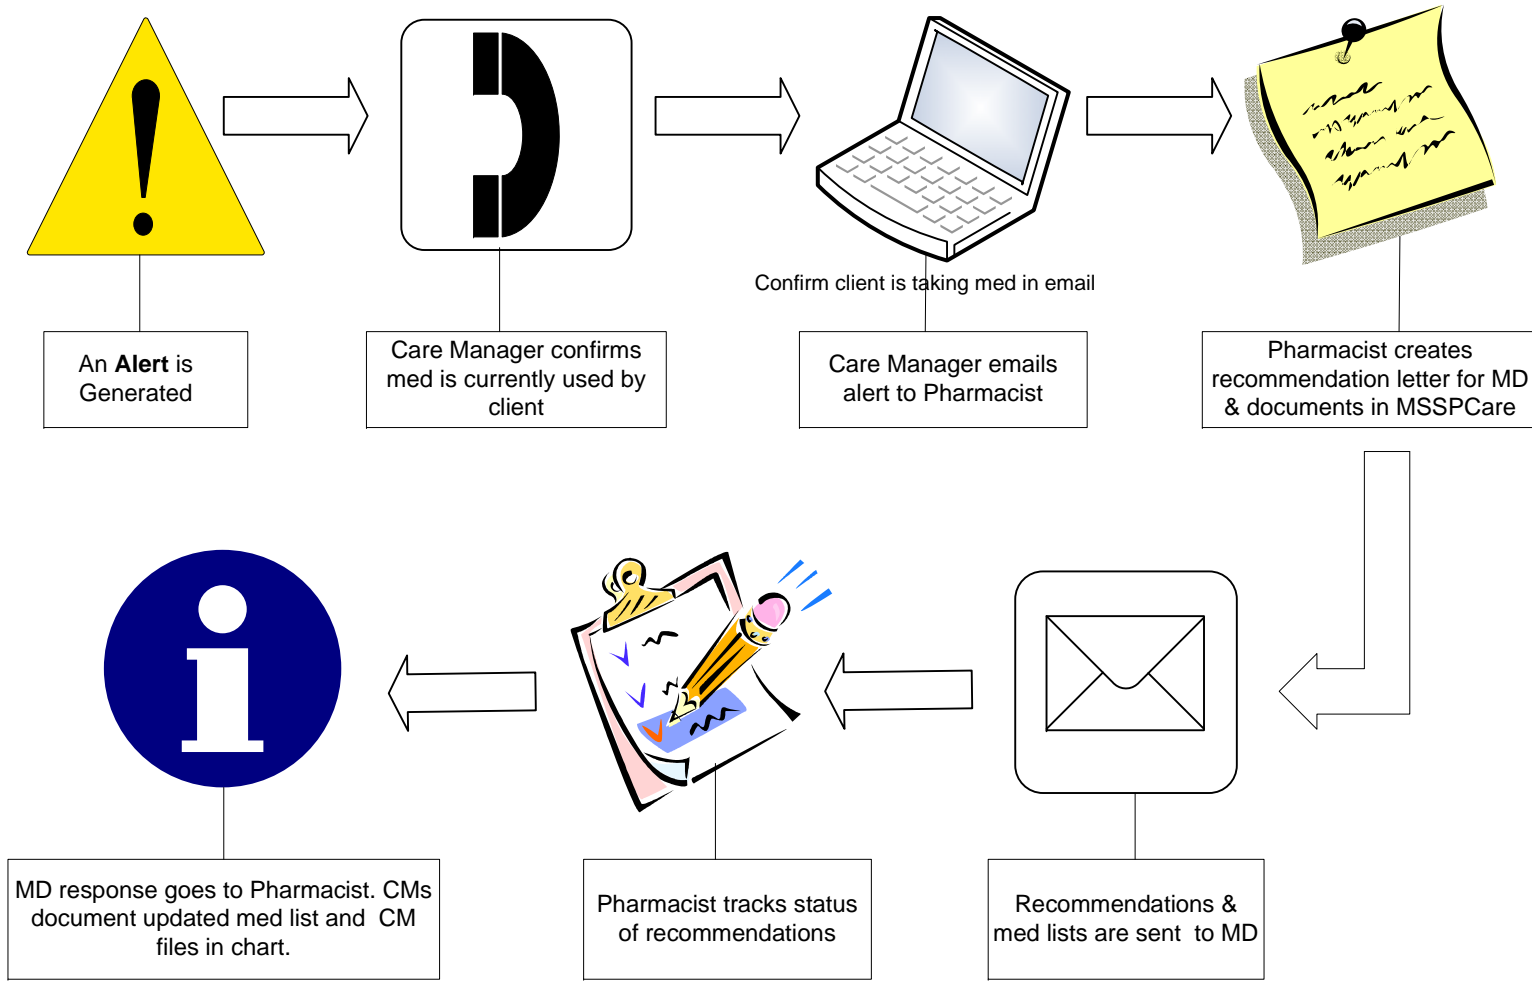 Confirm client is taking med in email
An Alert is
Generated
Care Manager confirms
med is currently used by
client
Care Manager emails
alert to Pharmacist
Pharmacist creates
recommendation letter for MD
& documents in MSSPCare
MD response goes to Pharmacist. CMs
document updated med list and CM
files in chart.
Pharmacist tracks status
of recommendations
Recommendations &
med lists are sent to MD